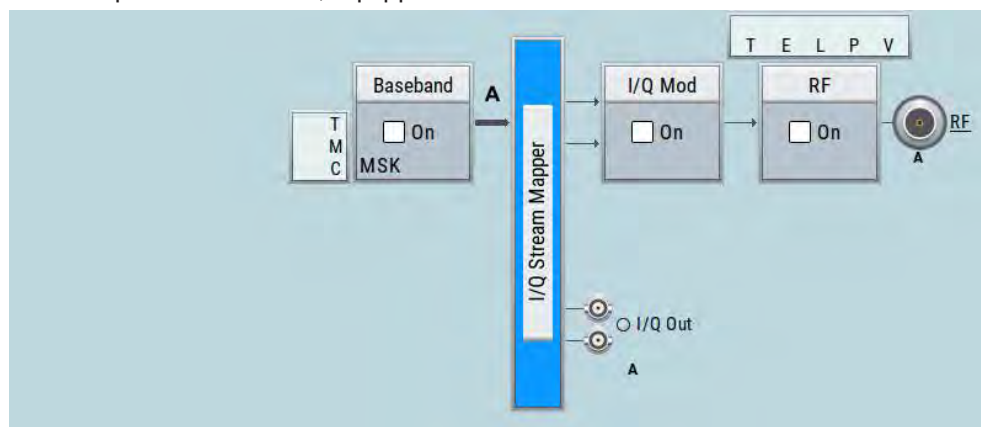 T E L P V
Baseband
On
MSK
T
M
C
A
I/Q Stream Mapper
I/Q Mod
On
RF
On
RF
A
I/Q Out
A